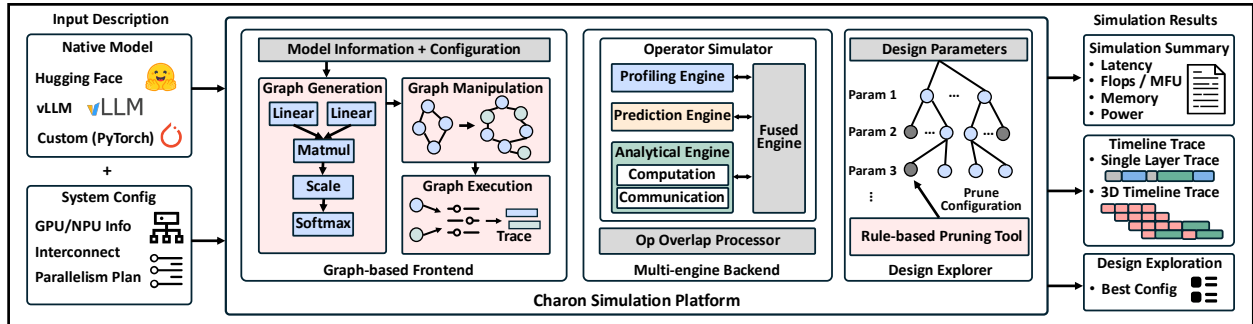 Input Description
Native Model
Hugging Face
vLLM
vLLM
Custom (PyTorch)
+
System Config
GPU/NPU Info
Interconnect
Parallelism Plan
Model Information + Configuration
Graph Generation
Linear
Linear
Matmul
Scale
Softmax
Graph Manipulation
Graph Execution
Trace
Graph-based Frontend
Operator Simulator
Profiling Engine
Prediction Engine
Analytical Engine
Computation
Communication
Fused
Engine
Op Overlap Processor
Multi-engine Backend
Design Parameters
Param 1
...
Param 2
...
...
Param 3
...
Prune
Configuration
Rule-based Pruning Tool
Design Explorer
Charon Simulation Platform
Simulation Results
Simulation Summary
• Latency
• Flops / MFU
• Memory
• Power
Timeline Trace
• Single Layer Trace
• 3D Timeline Trace
Design Exploration
• Best Config